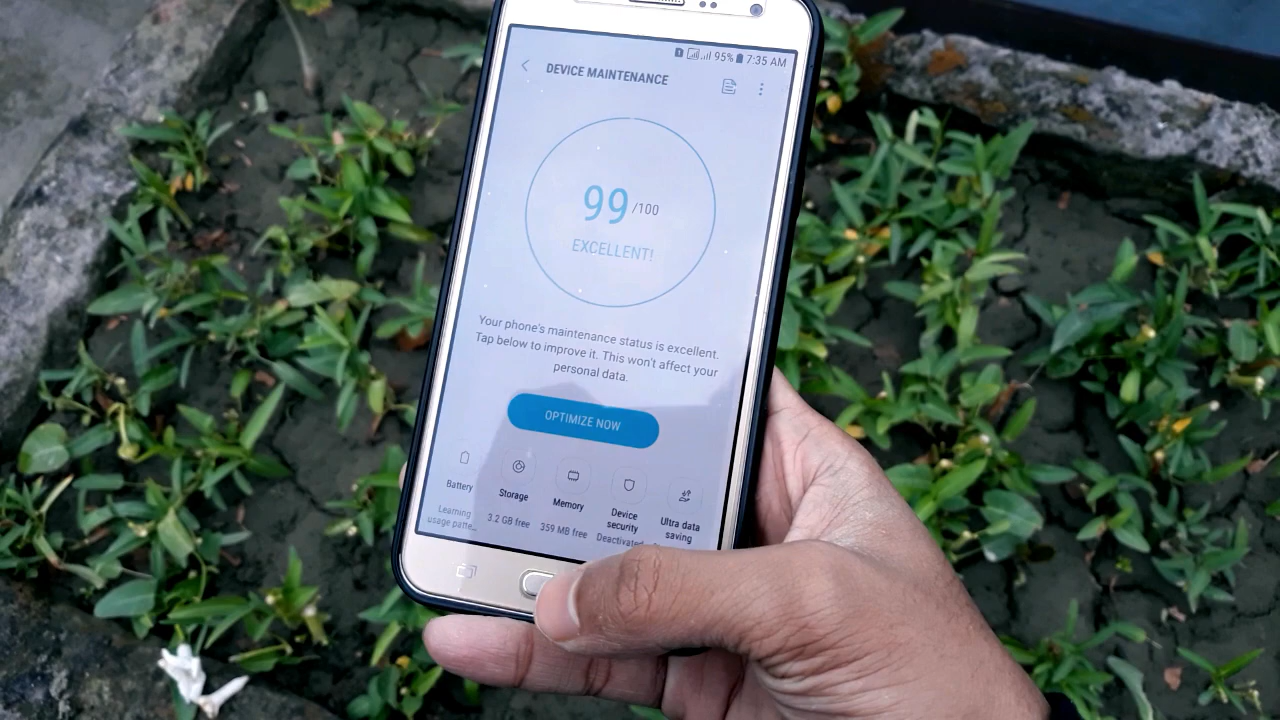 95% 7:35 AM
DEVICE MAINTENANCE
99 /100
EXCELLENT!
Your phone's maintenance status is excellent.
Tap below to improve it. This won't affect your
personal data.
OPTIMIZE NOW
Battery
Learning
usage patte...
Storage
3.2 GB free
Memory
359 MB free
Device
security
Deactivated
Ultra data
saving